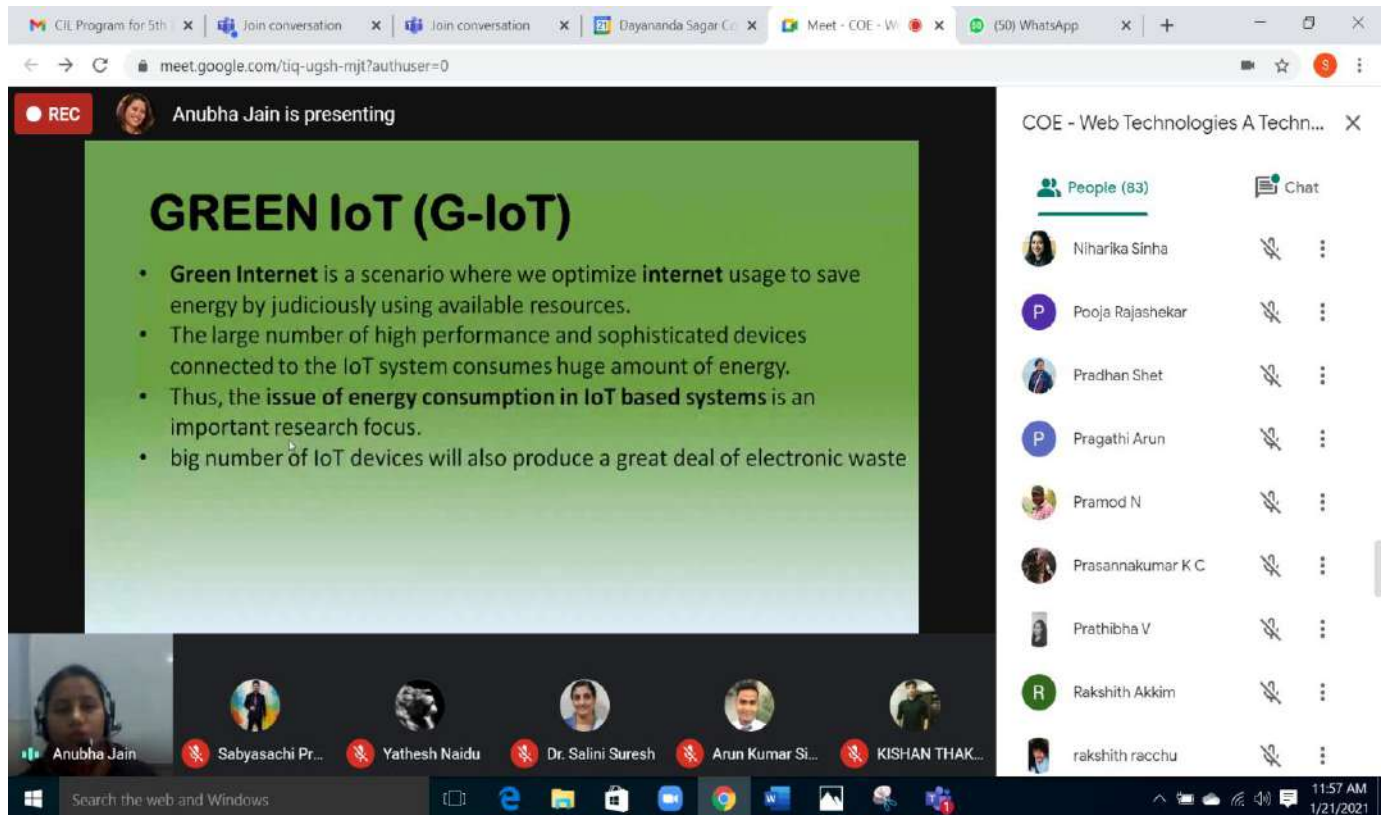 CIL Program for 5th
Join conversation
Join conversation
Dayananda Sagar Co
Meet - COE - W
(50) WhatsApp
meet.google.com/tiq-ugsh-mjt?authuser=0
S
REC
Anubha Jain is presenting
GREEN IoT (G-IoT)
• Green Internet is a scenario where we optimize internet usage to save
energy by judiciously using available resources.
• The large number of high performance and sophisticated devices
connected to the IoT system consumes huge amount of energy.
• Thus, the issue of energy consumption in IoT based systems is an
important research focus.
• big number of IoT devices will also produce a great deal of electronic waste
Anubha Jain
Sabyasachi Pr...
Yathesh Naidu
Dr. Salini Suresh
Arun Kumar Si...
KISHAN THAK...
COE - Web Technologies A Techn...
People (83)
Chat
Niharika Sinha
P
Pooja Rajashekar
Pradhan Shet
P
Pragathi Arun
Pramod N
Prasannakumar K C
Prathibha V
R
Rakshith Akkim
rakshith racchu
Search the web and Windows
11:57 AM
1/21/2021